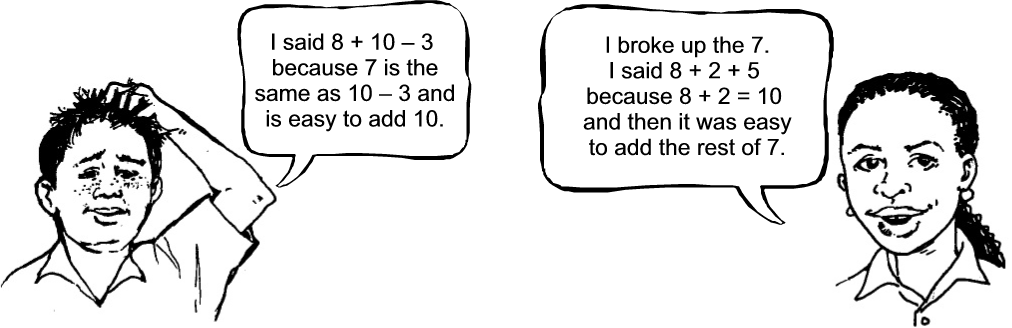 I said 8 + 10 – 3
because 7 is the
same as 10 – 3 and
is easy to add 10.
I broke up the 7.
I said 8 + 2 + 5
because 8 + 2 = 10
and then it was easy
to add the rest of 7.